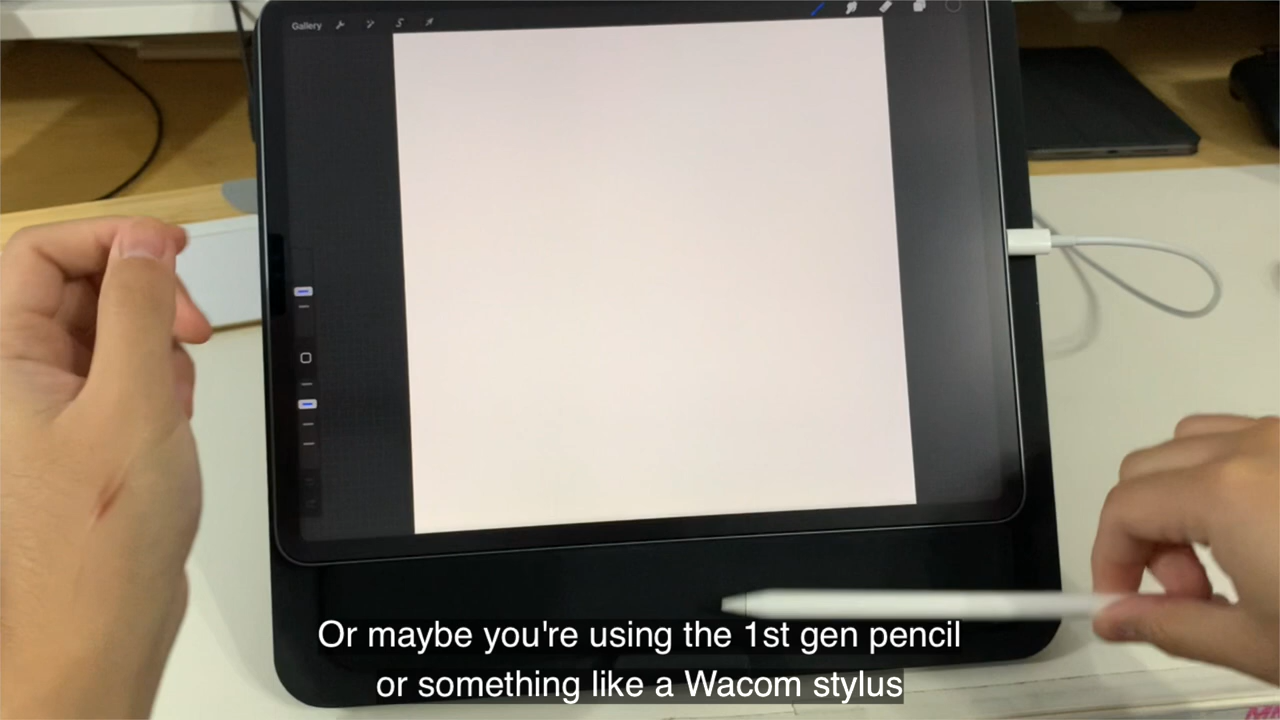 Gallery
Or maybe you're using the 1st gen pencil
or something like a Wacom stylus